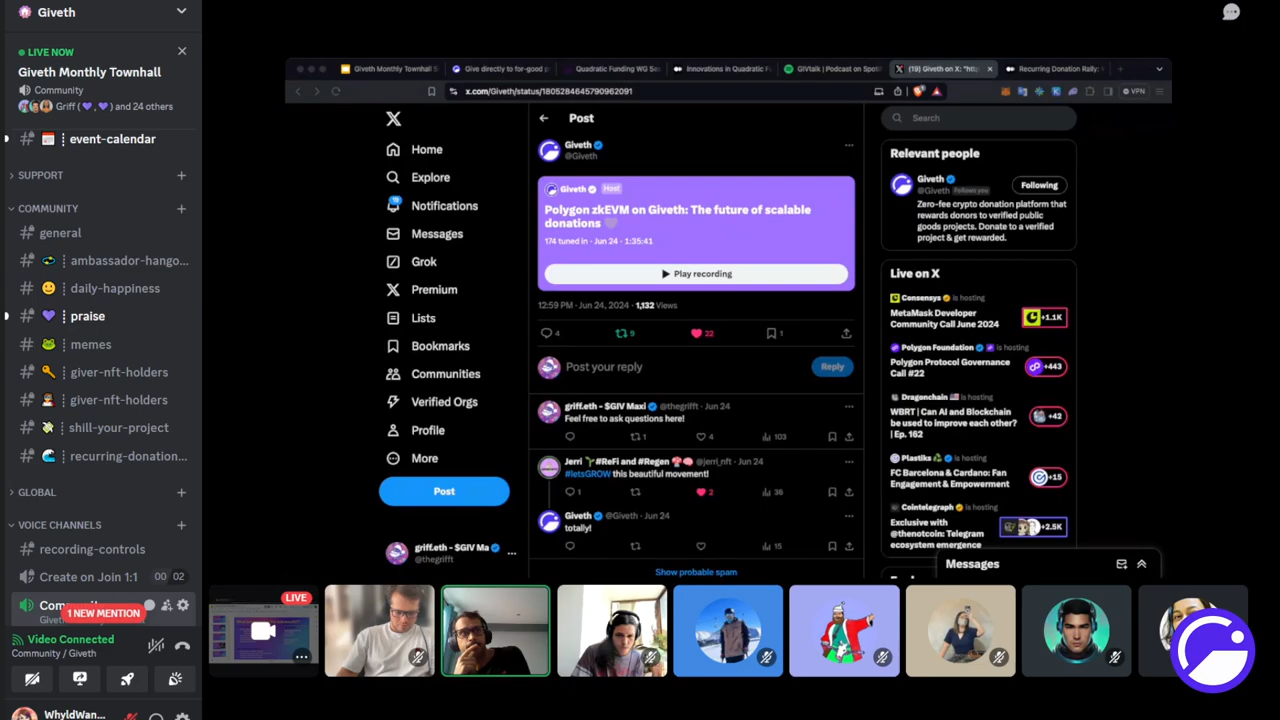 Giveth
LIVE NOW
Giveth Monthly Townhall
Community
Griff (💜,💜) and 24 others
event-calendar
SUPPORT
COMMUNITY
general
ambassador-hango...
daily-happiness
praise
memes
giver-nft-holders
giver-nft-holders
shill-your-project
recurring-donation...
GLOBAL
VOICE CHANNELS
recording-controls
Create on Join 1:1 00 02
1 NEW MENTION
Video Connected
Community / Giveth
WhyldWan...
Giveth Monthly Townhall
Give directly to for-good p
Quadratic Funding WG Se
Innovations in Quadratic F
GIVtalk | Podcast on Spoti
(19) Giveth on X: "http
Recurring Donation Rally:
x.com/Giveth/status/1805284645790962091
VPN
Home
Explore
Notifications
Messages
Grok
Premium
Lists
Bookmarks
Communities
Verified Orgs
Profile
More
Post
griff.eth - $GIV Ma
@thegrifft
Post
Giveth
@Giveth
Giveth Host
Polygon zkEVM on Giveth: The future of scalable
donations
174 tuned in · Jun 24 · 1:35:41
Play recording
12:59 PM · Jun 24, 2024 · 1,132 Views
4 9 22 1
Post your reply
Reply
griff.eth - $GIV Maxi @thegrifft · Jun 24
Feel free to ask questions here!
1 4 103
Jerri #ReFi and #Regen @jerri_nft · Jun 24
#letsGROW this beautiful movement!
1 2 36
Giveth @Giveth · Jun 24
totally!
15
Show probable spam
Search
Relevant people
Giveth
@Giveth Follows you
Following
Zero-fee crypto donation platform that
rewards donors to verified public
goods projects. Donate to a verified
project & get rewarded.
Live on X
Consensys is hosting
MetaMask Developer
Community Call June 2024
+1.1K
Polygon Foundation is hosting
Polygon Protocol Governance
Call #22
+443
Dragonchain is hosting
WBRT | Can AI and Blockchain
be used to improve each other?
| Ep. 162
+42
Plastiks is hosting
FC Barcelona & Cardano: Fan
Engagement & Empowerment
+15
Cointelegraph is hosting
Exclusive with
@thenotcoin: Telegram
ecosystem emergence
+2.5K
Messages
LIVE